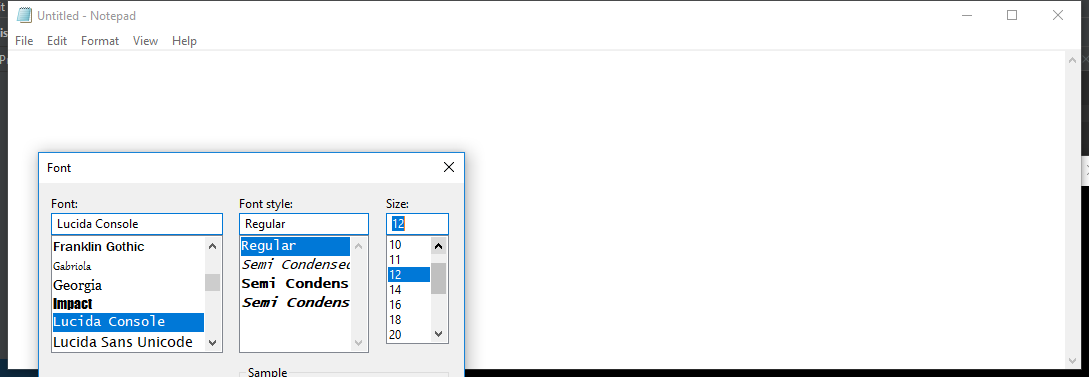 Untitled - Notepad
File Edit Format View Help
Font
Font: Font style: Size:
Lucida Console Regular 12
Franklin Gothic Regular 10
Gabriola Semi Condensed 11
Georgia Semi Condens 12
Impact Semi Condens 14
Lucida Console 16
Lucida Sans Unicode 18
20
Sample